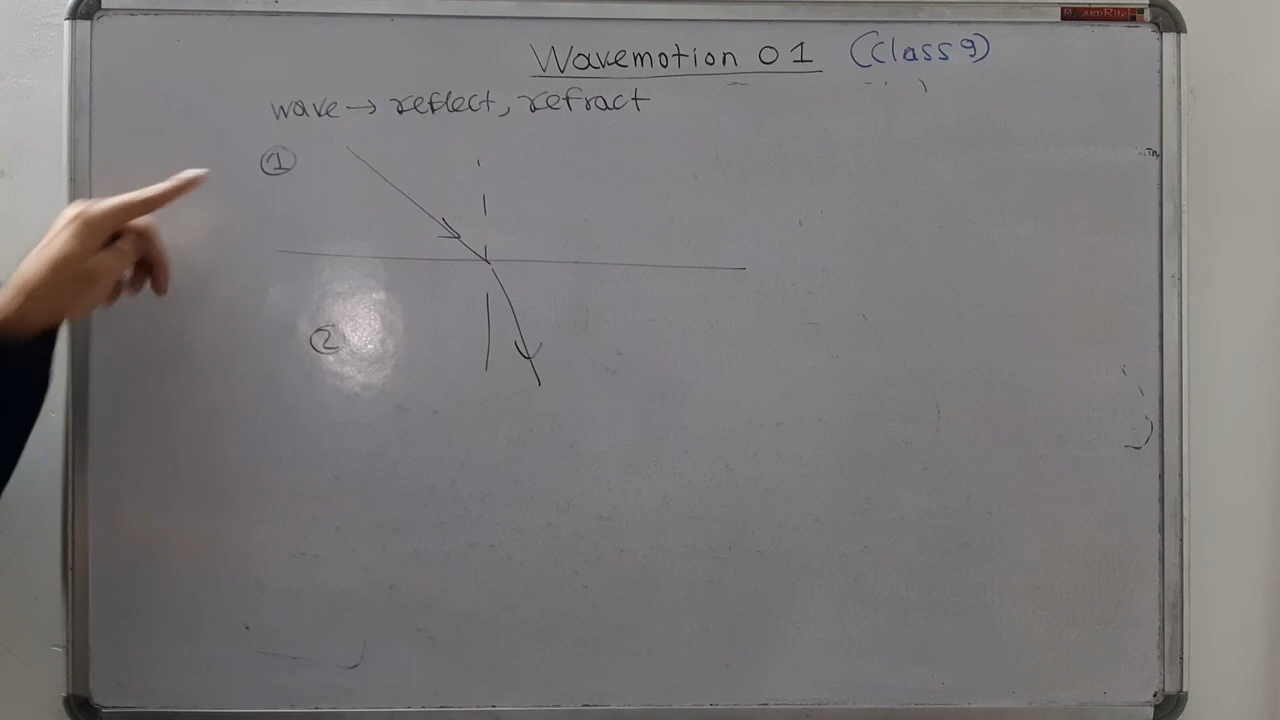 Wavemotion 01 (Class 9)
wave → reflect, refract
①
②